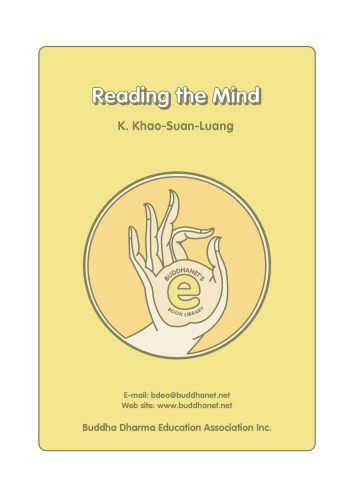 Reading the Mind
K. Khao-Suan-Luang
BUDDHANET'S
e
BOOK LIBRARY
E-mail: bdea@buddhanet.net
Web site: www.buddhanet.net
Buddha Dharma Education Association Inc.